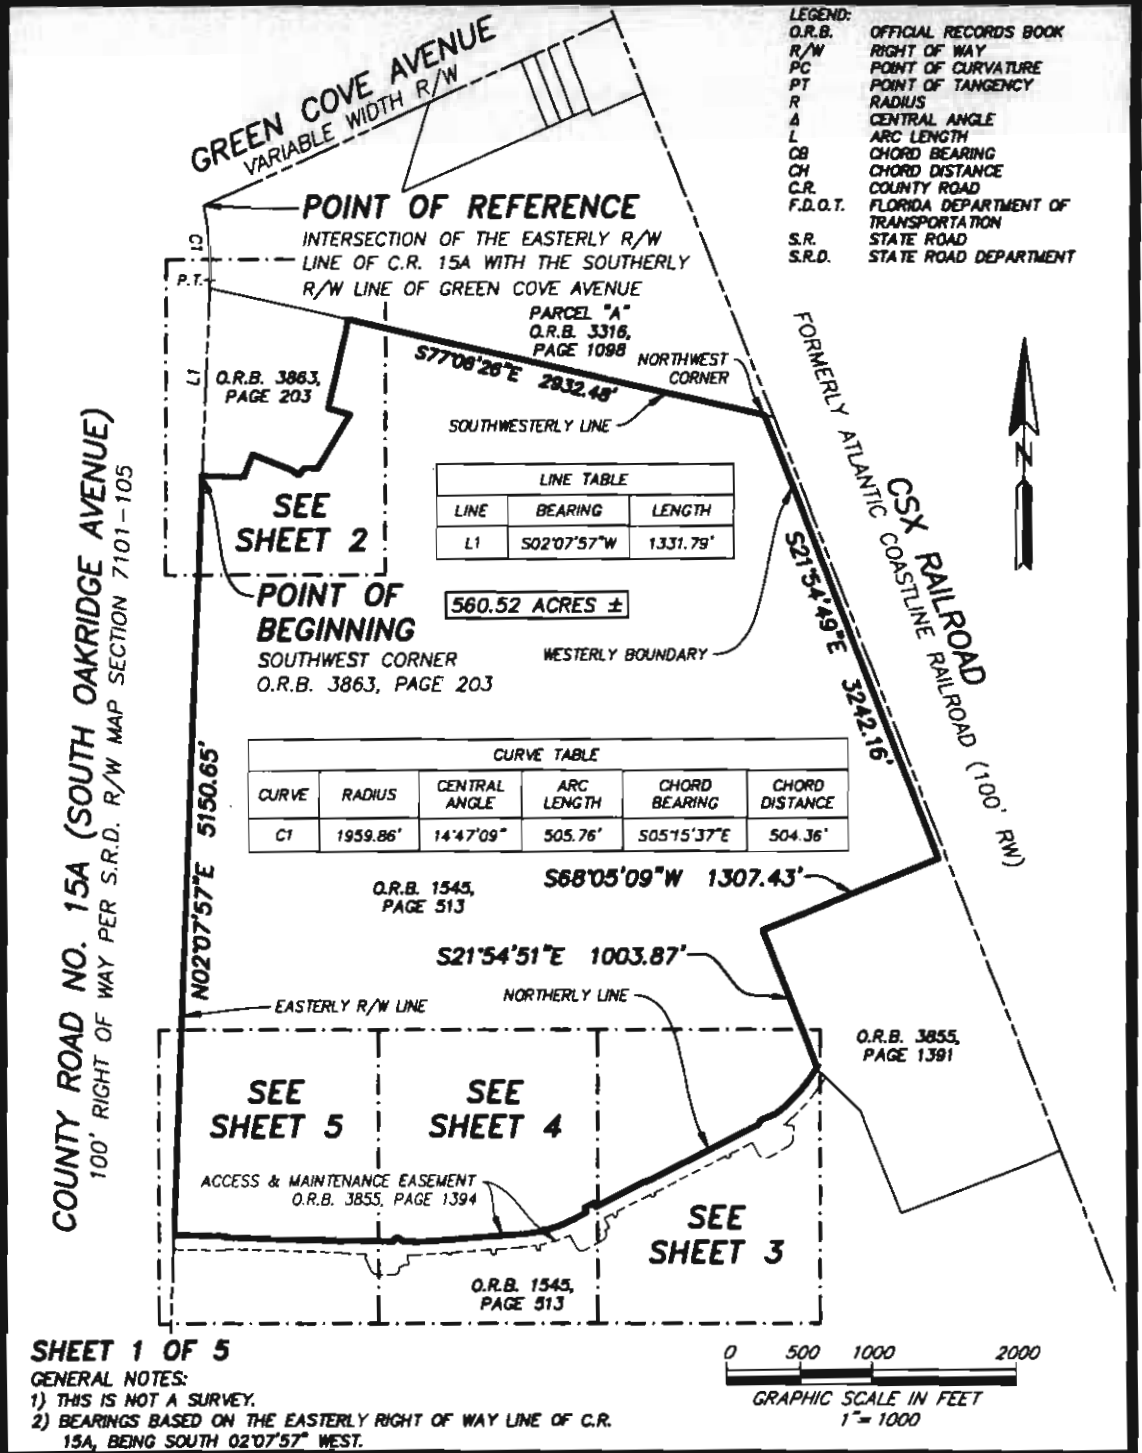 LEGEND:
O.R.B. OFFICIAL RECORDS BOOK
R/W RIGHT OF WAY
PC POINT OF CURVATURE
PT POINT OF TANGENCY
R RADIUS
Δ CENTRAL ANGLE
L ARC LENGTH
CB CHORD BEARING
CH CHORD DISTANCE
C.R. COUNTY ROAD
F.D.O.T. FLORIDA DEPARTMENT OF
TRANSPORTATION
S.R. STATE ROAD
S.R.D. STATE ROAD DEPARTMENT
GREEN COVE AVENUE
VARIABLE WIDTH R/W
POINT OF REFERENCE
INTERSECTION OF THE EASTERLY R/W
LINE OF C.R. 15A WITH THE SOUTHERLY
R/W LINE OF GREEN COVE AVENUE
C1
P.T.
L1
PARCEL "A"
O.R.B. 3316,
PAGE 1098
NORTHWEST
CORNER
S77°08'26"E 2932.48'
SOUTHWESTERLY LINE
O.R.B. 3863,
PAGE 203
SEE
SHEET 2
LINE TABLE
LINE BEARING LENGTH
L1 S02°07'57"W 1331.79'
N
FORMERLY ATLANTIC COASTLINE RAILROAD (100' RW)
CSX RAILROAD
S21°54'49"E 3242.16'
560.52 ACRES ±
POINT OF
BEGINNING
SOUTHWEST CORNER
O.R.B. 3863, PAGE 203
WESTERLY BOUNDARY
COUNTY ROAD NO. 15A (SOUTH OAKRIDGE AVENUE)
100' RIGHT OF WAY PER S.R.D. R/W MAP SECTION 7101-105
N02°07'57"E 5150.65'
CURVE TABLE
CURVE RADIUS CENTRAL ANGLE ARC LENGTH CHORD BEARING CHORD DISTANCE
C1 1959.86' 14°47'09" 505.76' S05°15'37"E 504.36'
O.R.B. 1545,
PAGE 513
S68°05'09"W 1307.43'
S21°54'51"E 1003.87'
EASTERLY R/W LINE
NORTHERLY LINE
O.R.B. 3855,
PAGE 1391
SEE
SHEET 5
SEE
SHEET 4
ACCESS & MAINTENANCE EASEMENT
O.R.B. 3855, PAGE 1394
SEE
SHEET 3
O.R.B. 1545,
PAGE 513
SHEET 1 OF 5
GENERAL NOTES:
1) THIS IS NOT A SURVEY.
2) BEARINGS BASED ON THE EASTERLY RIGHT OF WAY LINE OF C.R.
15A, BEING SOUTH 02°07'57" WEST.
0 500 1000 2000
GRAPHIC SCALE IN FEET
1"= 1000